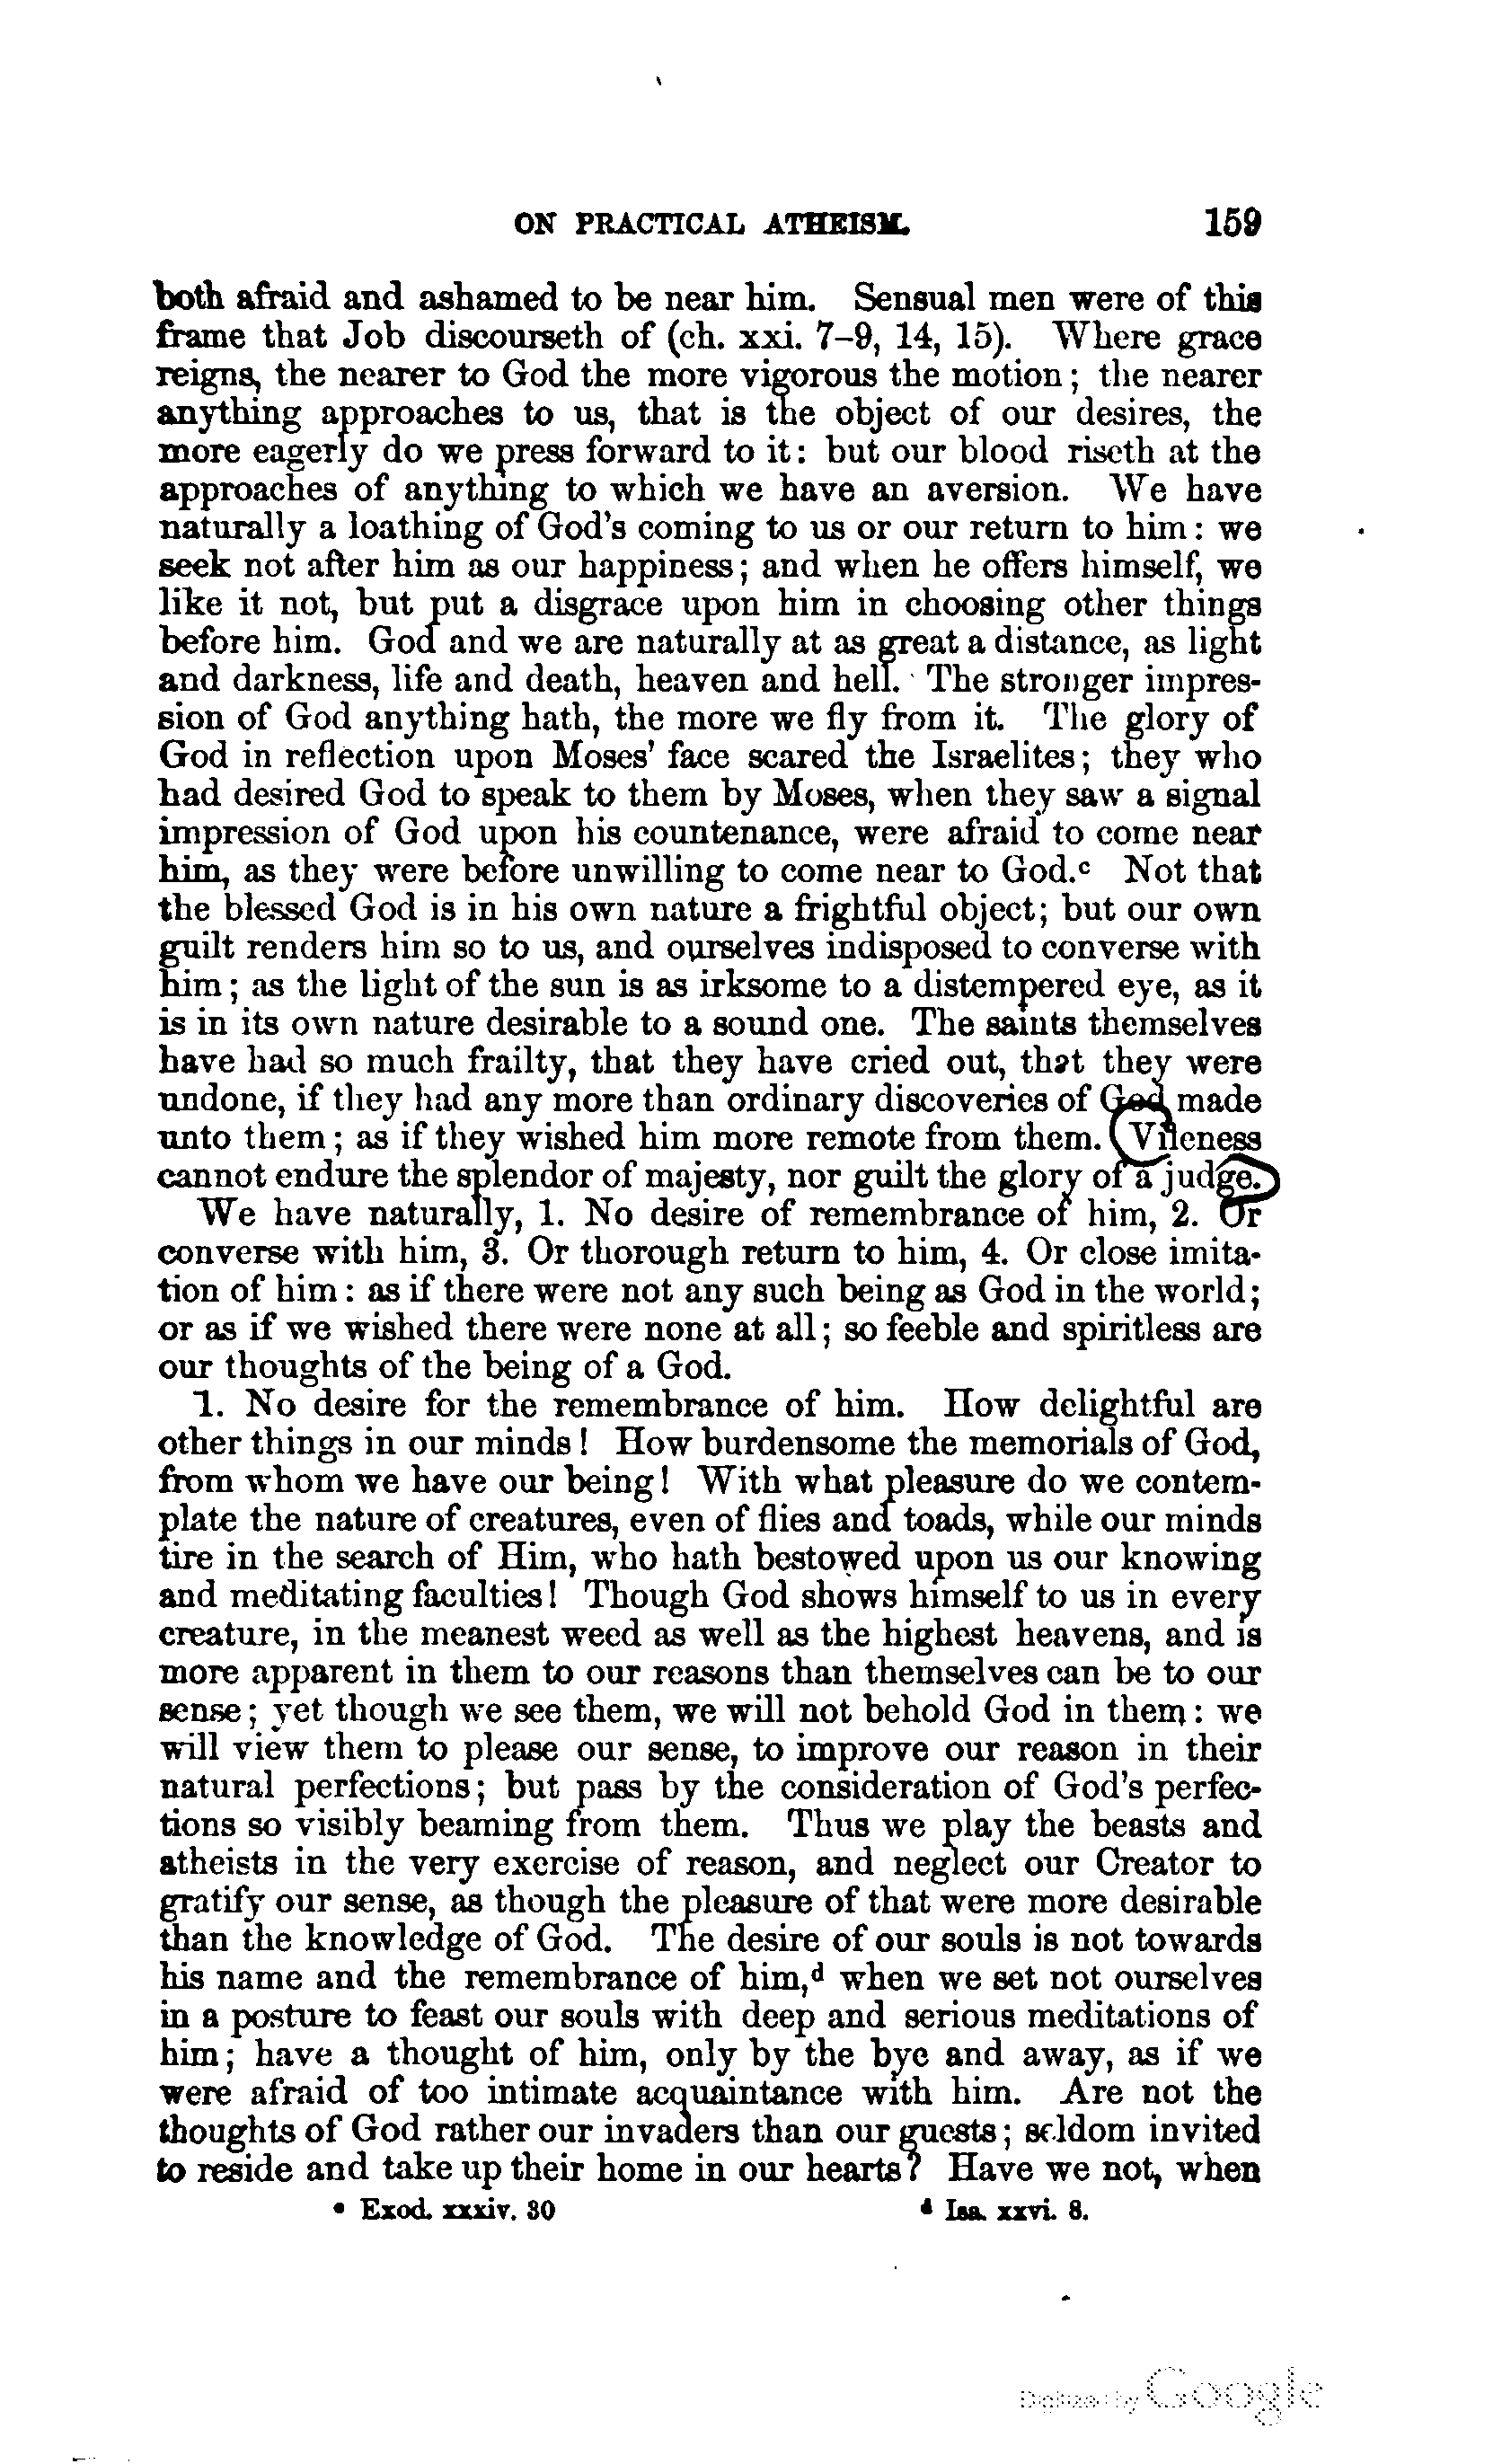 ON PRACTICAL ATHEISM. 159
both afraid and ashamed to be near him. Sensual men were of this
frame that Job discourseth of (ch. xxi. 7–9, 14, 15). Where grace
reigns, the nearer to God the more vigorous the motion; the nearer
anything approaches to us, that is the object of our desires, the
more eagerly do we press forward to it: but our blood riseth at the
approaches of anything to which we have an aversion. We have
naturally a loathing of God's coming to us or our return to him: we
seek not after him as our happiness; and when he offers himself, we
like it not, but put a disgrace upon him in choosing other things
before him. God and we are naturally at as great a distance, as light
and darkness, life and death, heaven and hell. The stronger impres-
sion of God anything hath, the more we fly from it. The glory of
God in reflection upon Moses' face scared the Israelites; they who
had desired God to speak to them by Moses, when they saw a signal
impression of God upon his countenance, were afraid to come near
him, as they were before unwilling to come near to God.c Not that
the blessed God is in his own nature a frightful object; but our own
guilt renders him so to us, and ourselves indisposed to converse with
him; as the light of the sun is as irksome to a distempered eye, as it
is in its own nature desirable to a sound one. The saints themselves
have had so much frailty, that they have cried out, that they were
undone, if they had any more than ordinary discoveries of God made
unto them; as if they wished him more remote from them. Vileness
cannot endure the splendor of majesty, nor guilt the glory of a judge.
We have naturally, 1. No desire of remembrance of him, 2. Or
converse with him, 3. Or thorough return to him, 4. Or close imita-
tion of him: as if there were not any such being as God in the world;
or as if we wished there were none at all; so feeble and spiritless are
our thoughts of the being of a God.
1. No desire for the remembrance of him. How delightful are
other things in our minds! How burdensome the memorials of God,
from whom we have our being! With what pleasure do we contem-
plate the nature of creatures, even of flies and toads, while our minds
tire in the search of Him, who hath bestowed upon us our knowing
and meditating faculties! Though God shows himself to us in every
creature, in the meanest weed as well as the highest heavens, and is
more apparent in them to our reasons than themselves can be to our
sense; yet though we see them, we will not behold God in them: we
will view them to please our sense, to improve our reason in their
natural perfections; but pass by the consideration of God's perfec-
tions so visibly beaming from them. Thus we play the beasts and
atheists in the very exercise of reason, and neglect our Creator to
gratify our sense, as though the pleasure of that were more desirable
than the knowledge of God. The desire of our souls is not towards
his name and the remembrance of him,d when we set not ourselves
in a posture to feast our souls with deep and serious meditations of
him; have a thought of him, only by the bye and away, as if we
were afraid of too intimate acquaintance with him. Are not the
thoughts of God rather our invaders than our guests; seldom invited
to reside and take up their home in our hearts? Have we not, when
c Exod. xxxiv. 30 d Isa. xxvi. 8.
Digitized by Google